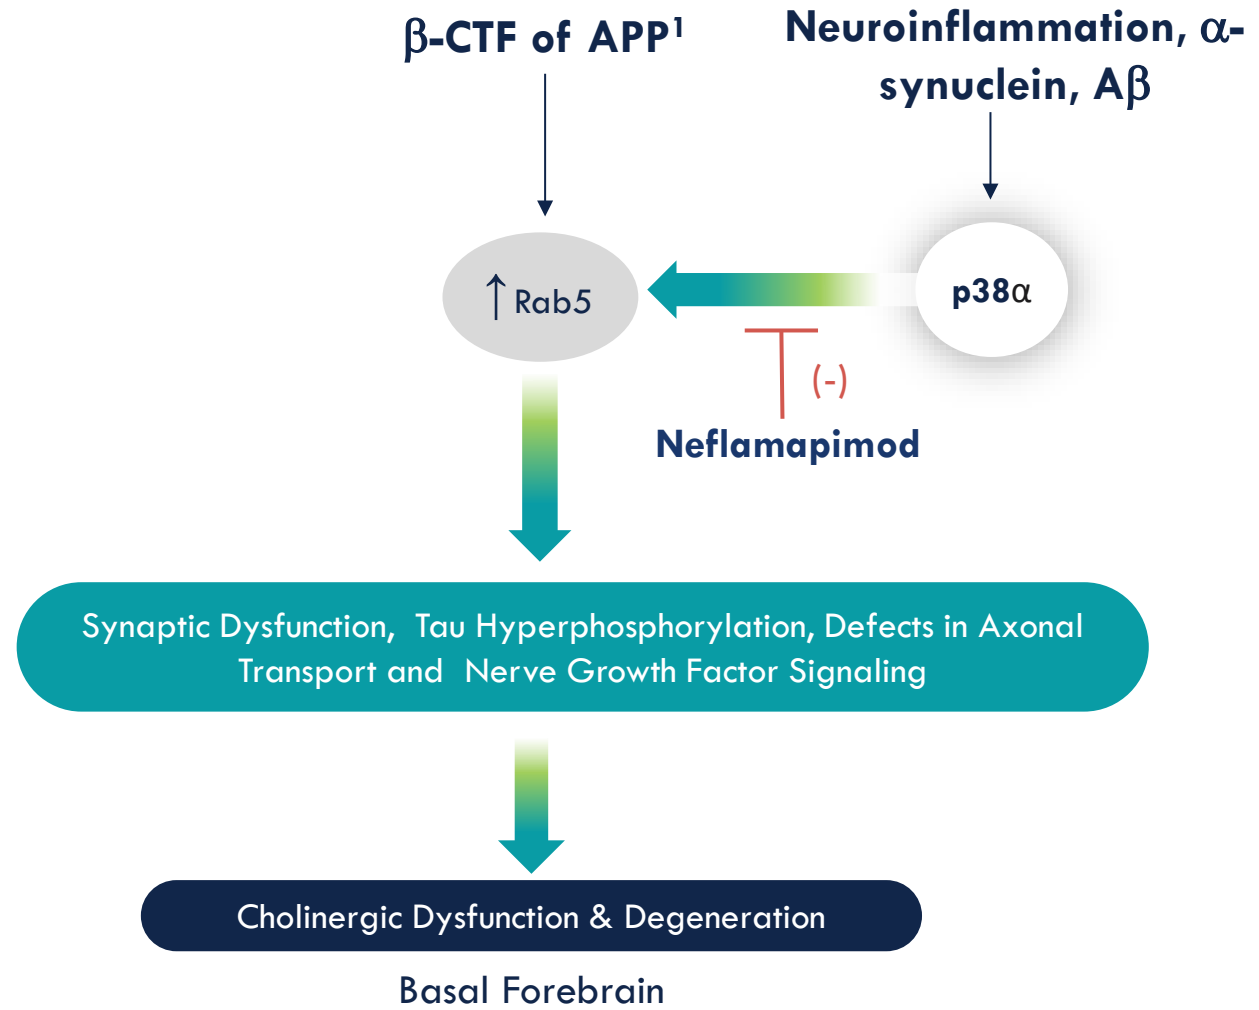 β-CTF of APP¹
Neuroinflammation, α-
synuclein, Aβ
↑ Rab5
p38α
(-)
Neflamapimod
Synaptic Dysfunction, Tau Hyperphosphorylation, Defects in Axonal
Transport and Nerve Growth Factor Signaling
Cholinergic Dysfunction & Degeneration
Basal Forebrain